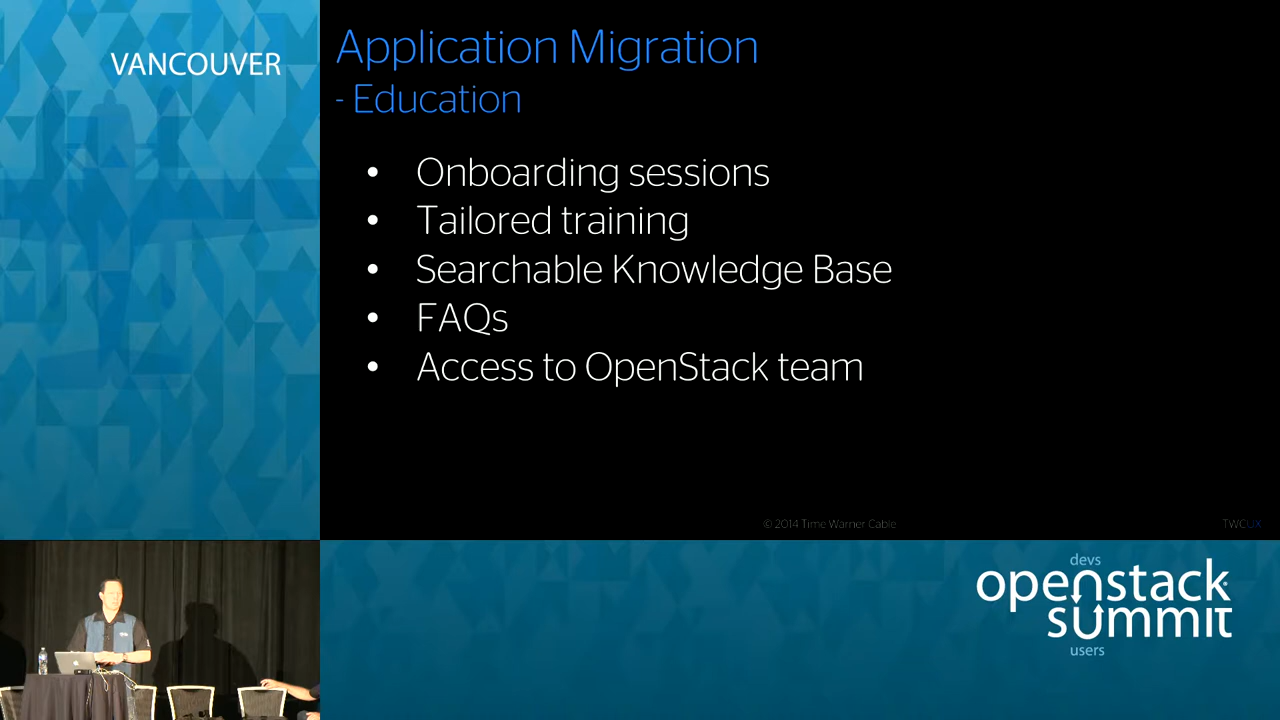 VANCOUVER
Application Migration
- Education
• Onboarding sessions
• Tailored training
• Searchable Knowledge Base
• FAQs
• Access to OpenStack team
© 2014 Time Warner Cable
TWCUX
devs
openstack
summit
users